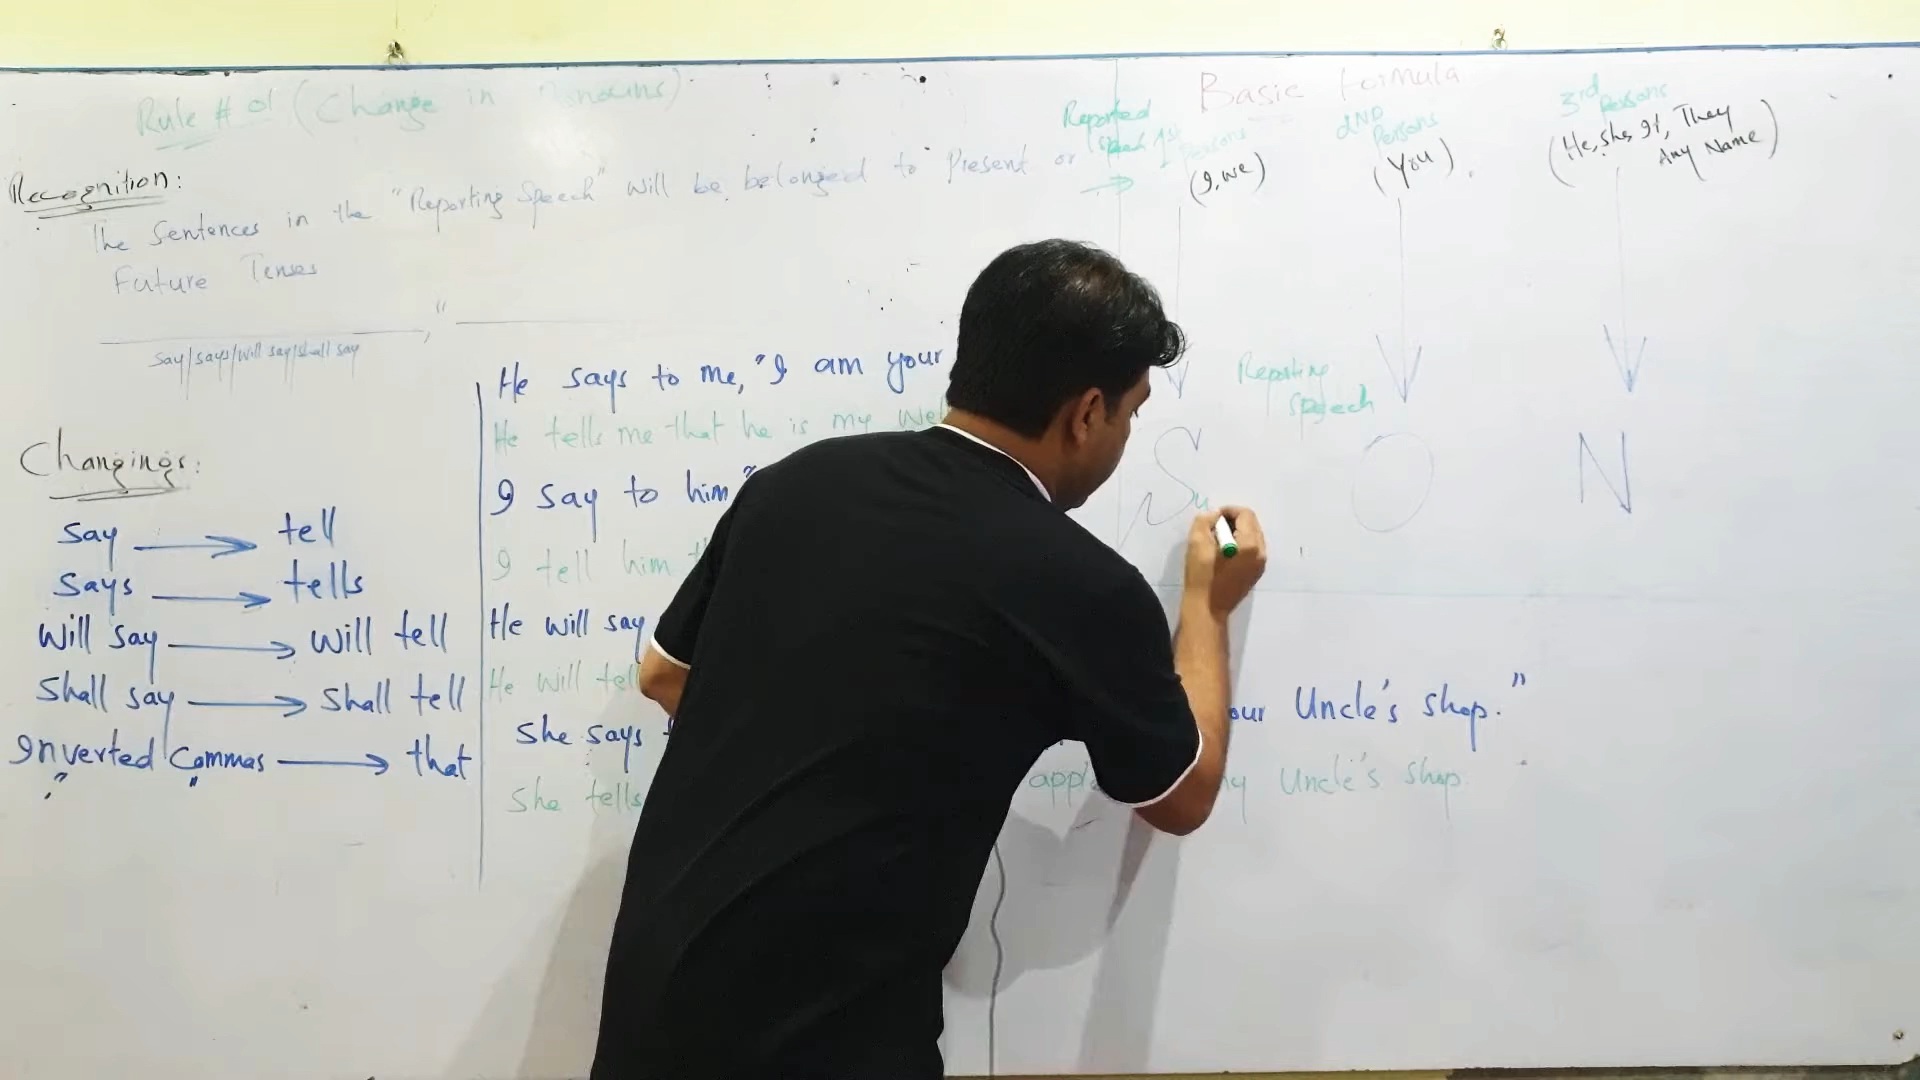 Rule # 01 (Change in Pronouns)
Recognition:
The Sentences in the "Reporting Speech" will be belonged to Present or
Future Tenses
," 
Say/says/will say/shall say
Changings:
Say → tell
Says → tells
Will say → will tell
Shall say → Shall tell
Inverted Commas → that
" "
He says to me, "I am your
He tells me that he is my
I say to him "
I tell him
He will say
He will tell
She says
our Uncle's shop."
She tells
Uncle's shop
Basic Formula
Reported Speech
1st Persons
(I, we)
2ND Persons
(You)
3rd Persons
(He, she, It, They
Any Name)
Reporting
Speech
S O N
Su